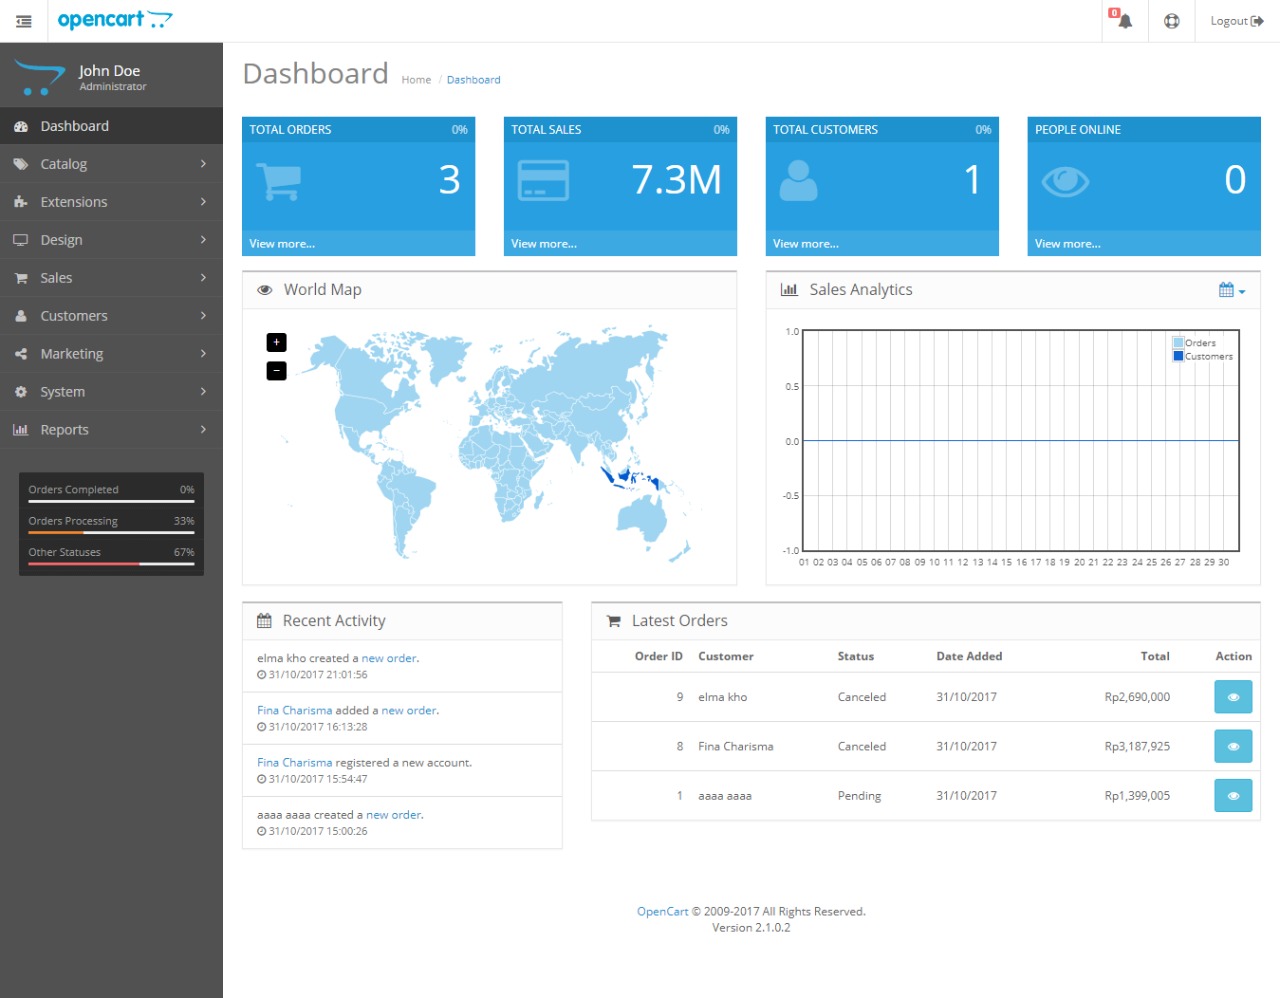 opencart
0
Logout
John Doe
Administrator
Dashboard
Catalog
Extensions
Design
Sales
Customers
Marketing
System
Reports
Orders Completed 0%
Orders Processing 33%
Other Statuses 67%
Dashboard Home / Dashboard
TOTAL ORDERS 0%
3
View more...
TOTAL SALES 0%
7.3M
View more...
TOTAL CUSTOMERS 0%
1
View more...
PEOPLE ONLINE
0
View more...
World Map
+
−
Sales Analytics
Orders
Customers
1.0
0.5
0.0
-0.5
-1.0
01 02 03 04 05 06 07 08 09 10 11 12 13 14 15 16 17 18 19 20 21 22 23 24 25 26 27 28 29 30
Recent Activity
elma kho created a new order.
31/10/2017 21:01:56
Fina Charisma added a new order.
31/10/2017 16:13:28
Fina Charisma registered a new account.
31/10/2017 15:54:47
aaaa aaaa created a new order.
31/10/2017 15:00:26
Latest Orders
Order ID Customer Status Date Added Total Action
9 elma kho Canceled 31/10/2017 Rp2,690,000
8 Fina Charisma Canceled 31/10/2017 Rp3,187,925
1 aaaa aaaa Pending 31/10/2017 Rp1,399,005
OpenCart © 2009-2017 All Rights Reserved.
Version 2.1.0.2